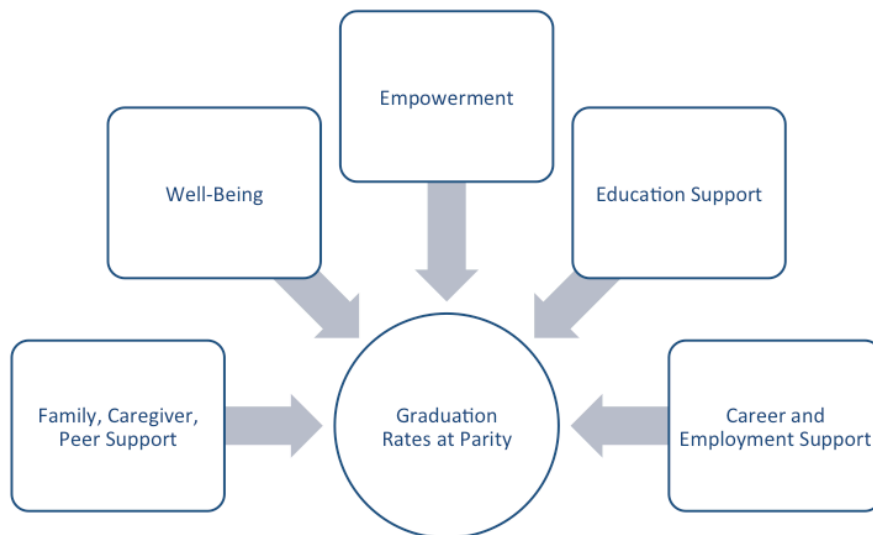 Empowerment
Well-Being
Education Support
Family, Caregiver,
Peer Support
Graduation
Rates at Parity
Career and
Employment Support